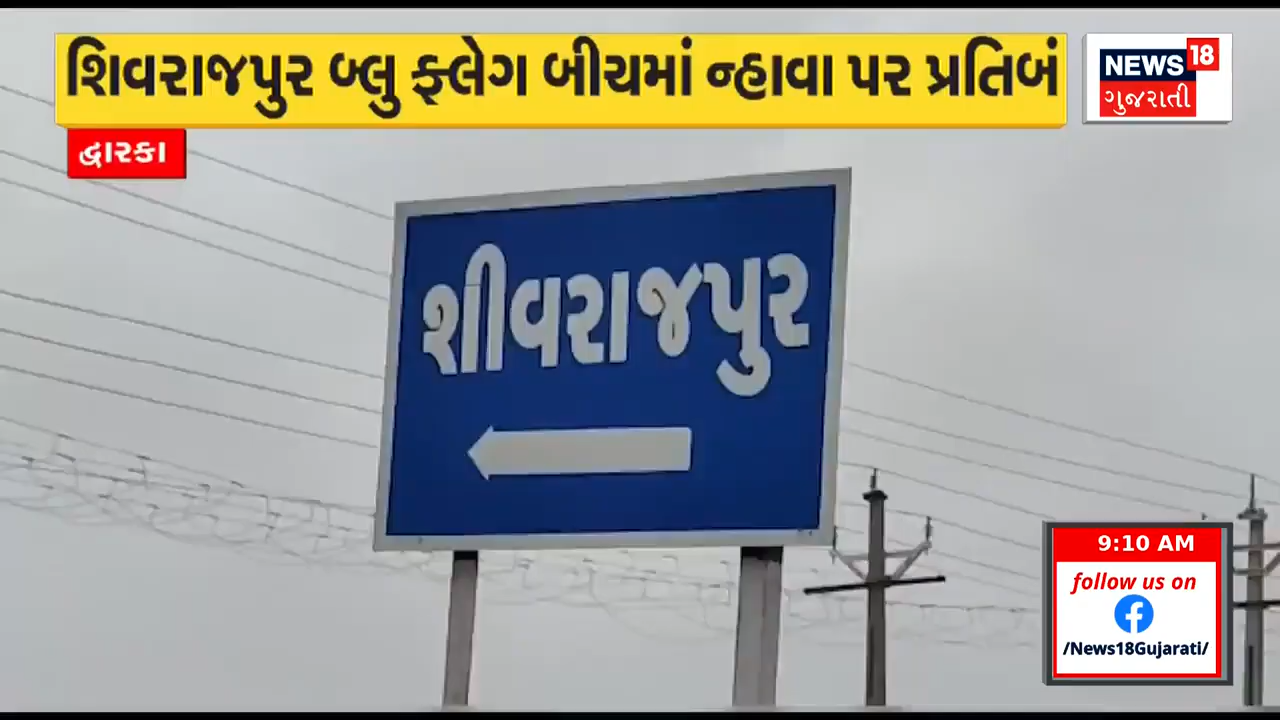 શિવરાજપુર બ્લુ ફ્લેગ બીચમાં ન્હાવા પર પ્રતિબં
NEWS 18
ગુજરાતી
દ્વારકા
શીવરાજપુર
9:10 AM
follow us on
/News18Gujarati/